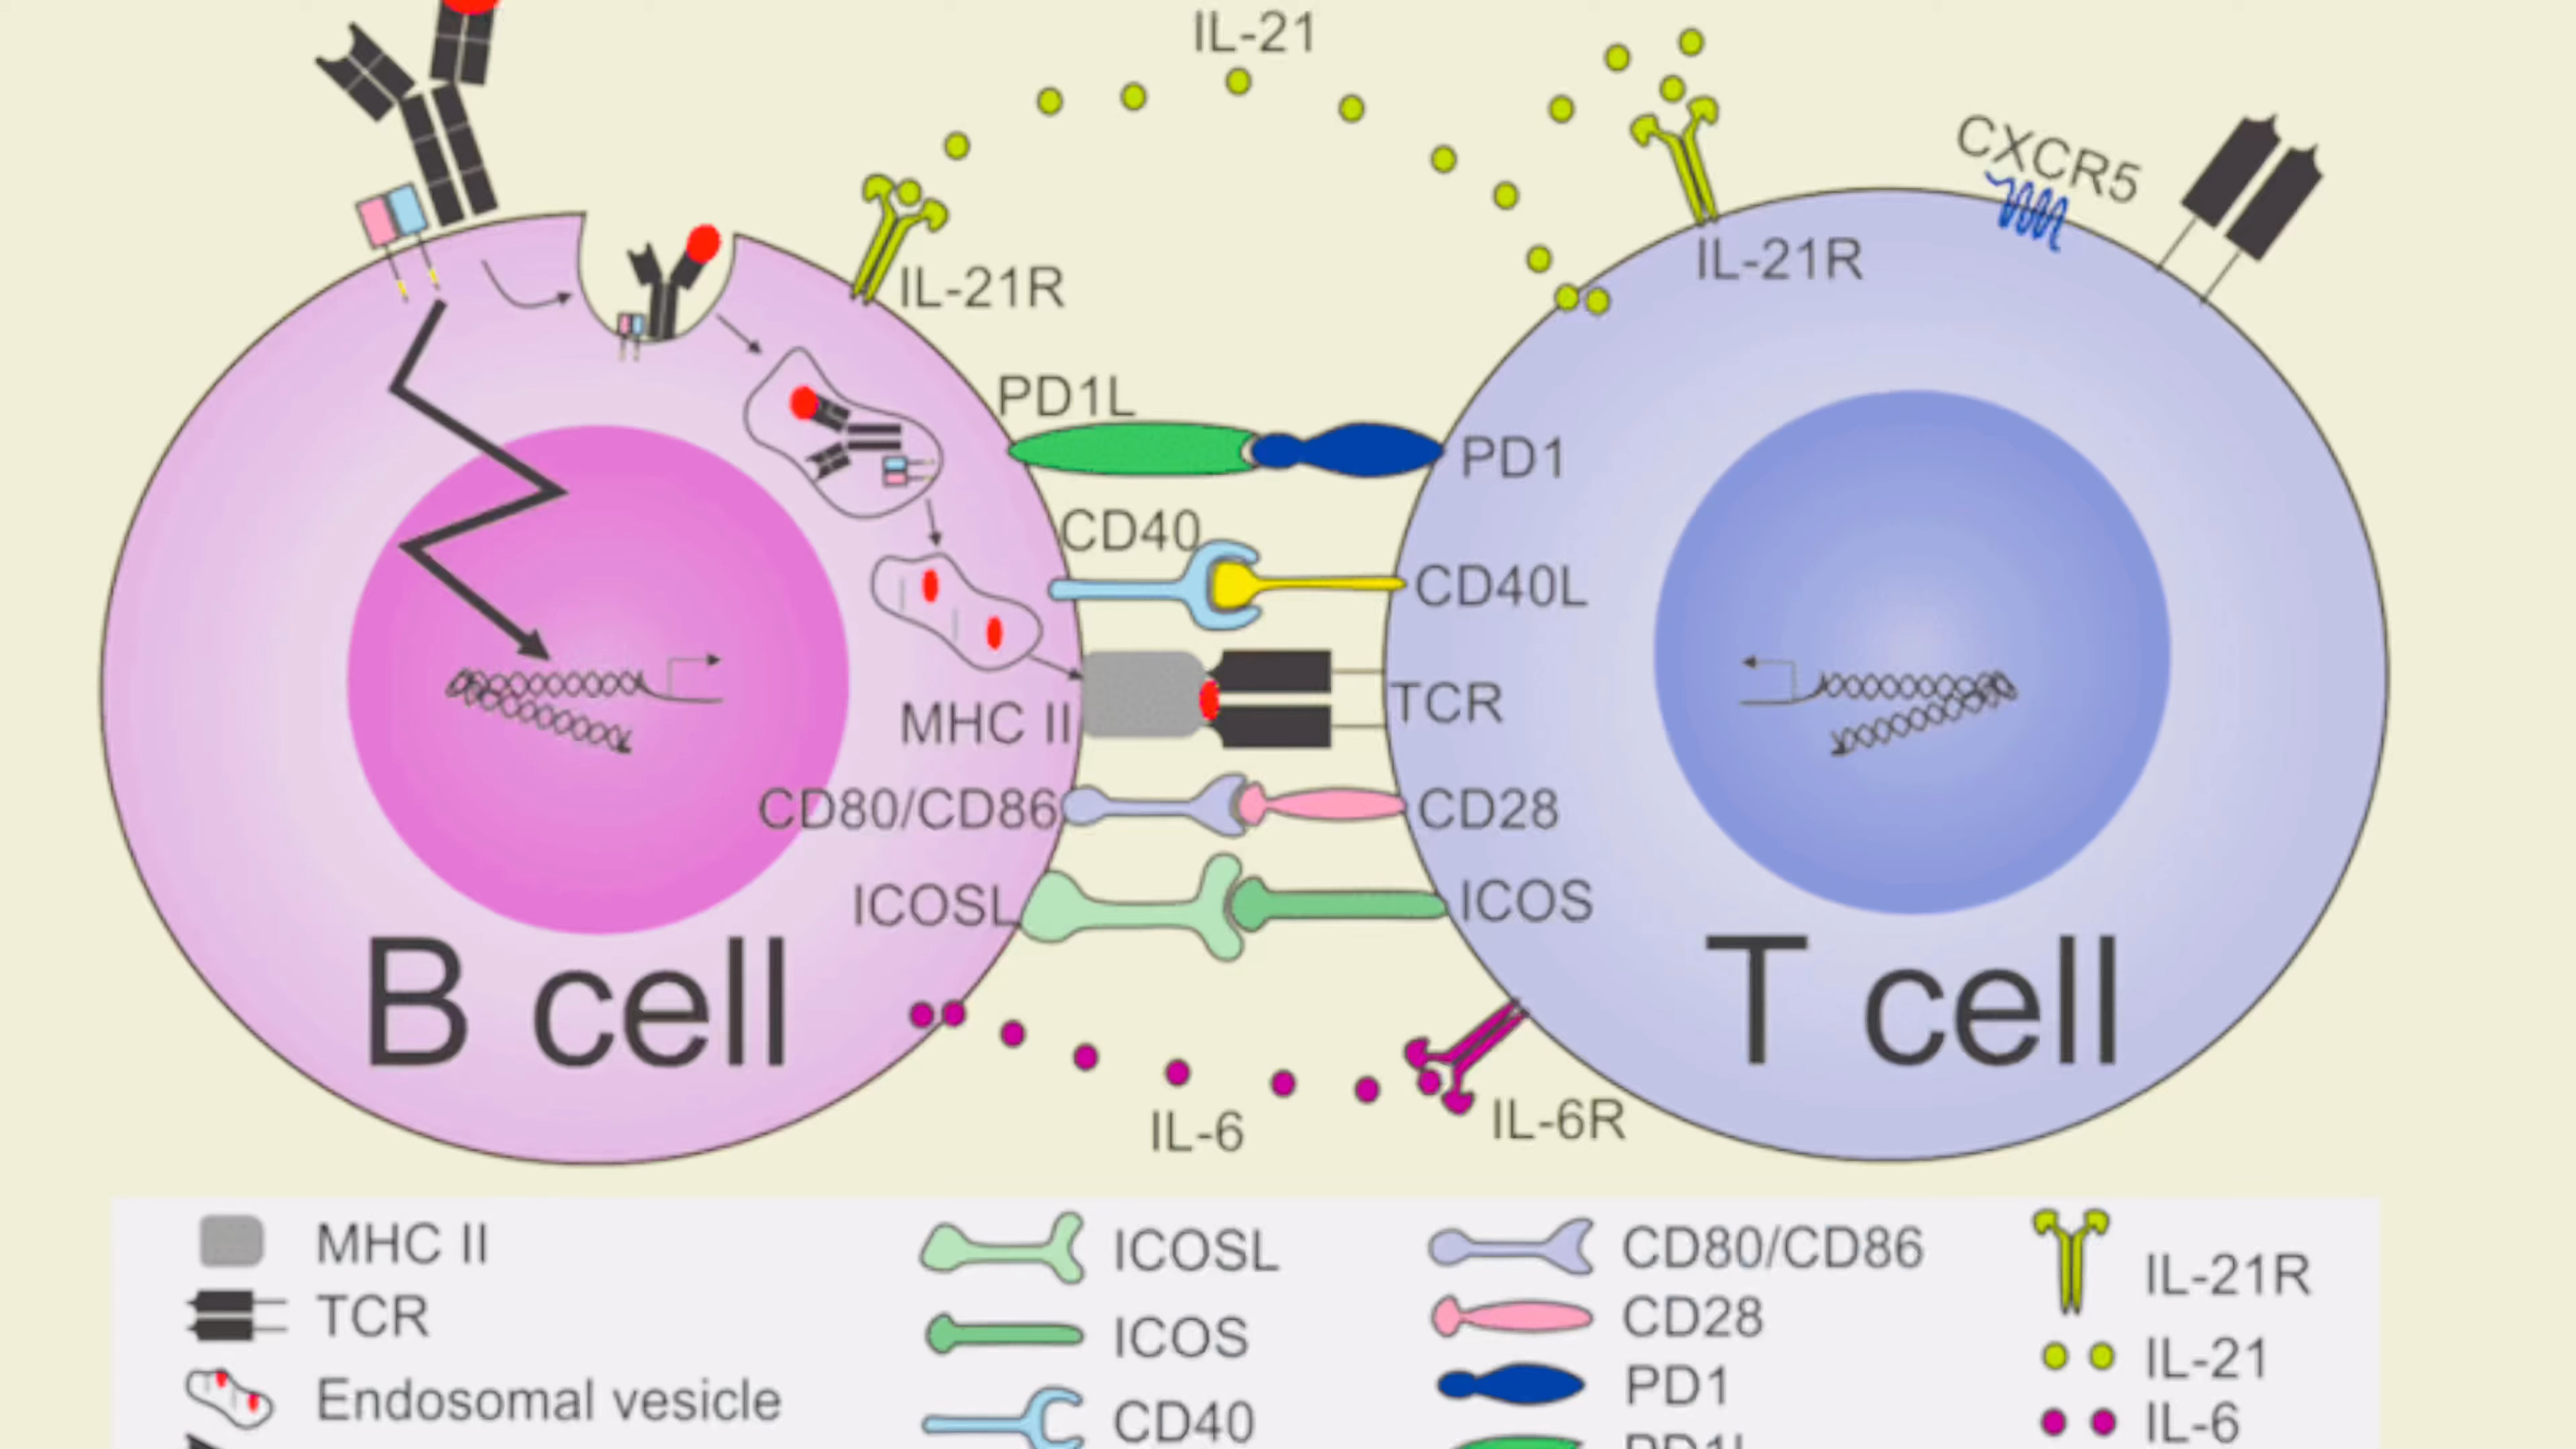 IL-21
CXCR5
IL-21R
IL-21R
PD1L
PD1
CD40
CD40L
MHC II
TCR
CD80/CD86
CD28
ICOSL
ICOS
B cell
T cell
IL-6
IL-6R
MHC II
TCR
Endosomal vesicle
ICOSL
ICOS
CD40
CD80/CD86
CD28
PD1
PD1L
IL-21R
IL-21
IL-6